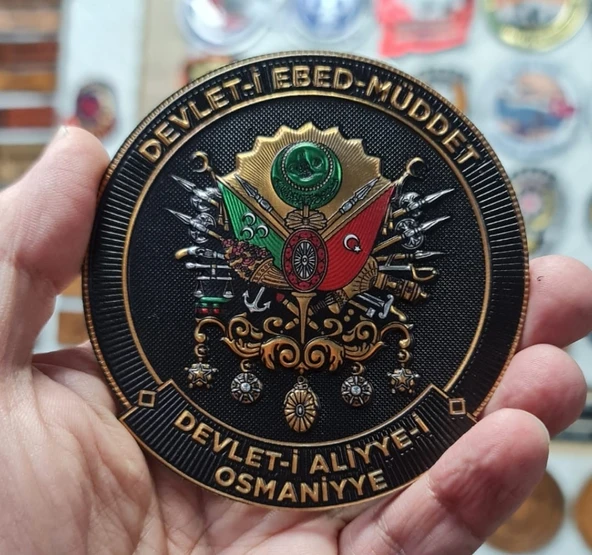 DEVLET-İ EBED-MÜDDET
DEVLET-İ ALİYYE-İ
OSMANİYYE